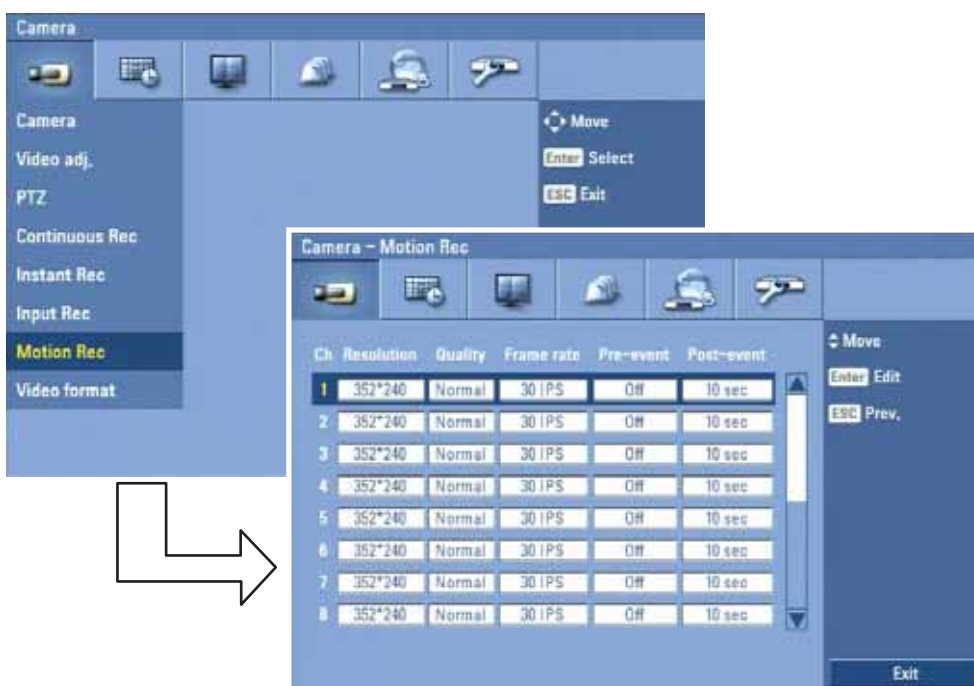 Camera
Camera
Video adj.
PTZ
Continuous Rec
Instant Rec
Input Rec
Motion Rec
Video format
Move
Enter Select
ESC Exit
Camera - Motion Rec
Ch Resolution Quality Frame rate Pre-event Post-event
1 352*240 Normal 30 IPS Off 10 sec
2 352*240 Normal 30 IPS Off 10 sec
3 352*240 Normal 30 IPS Off 10 sec
4 352*240 Normal 30 IPS Off 10 sec
5 352*240 Normal 30 IPS Off 10 sec
6 352*240 Normal 30 IPS Off 10 sec
7 352*240 Normal 30 IPS Off 10 sec
8 352*240 Normal 30 IPS Off 10 sec
Move
Enter Edit
ESC Prev.
Exit